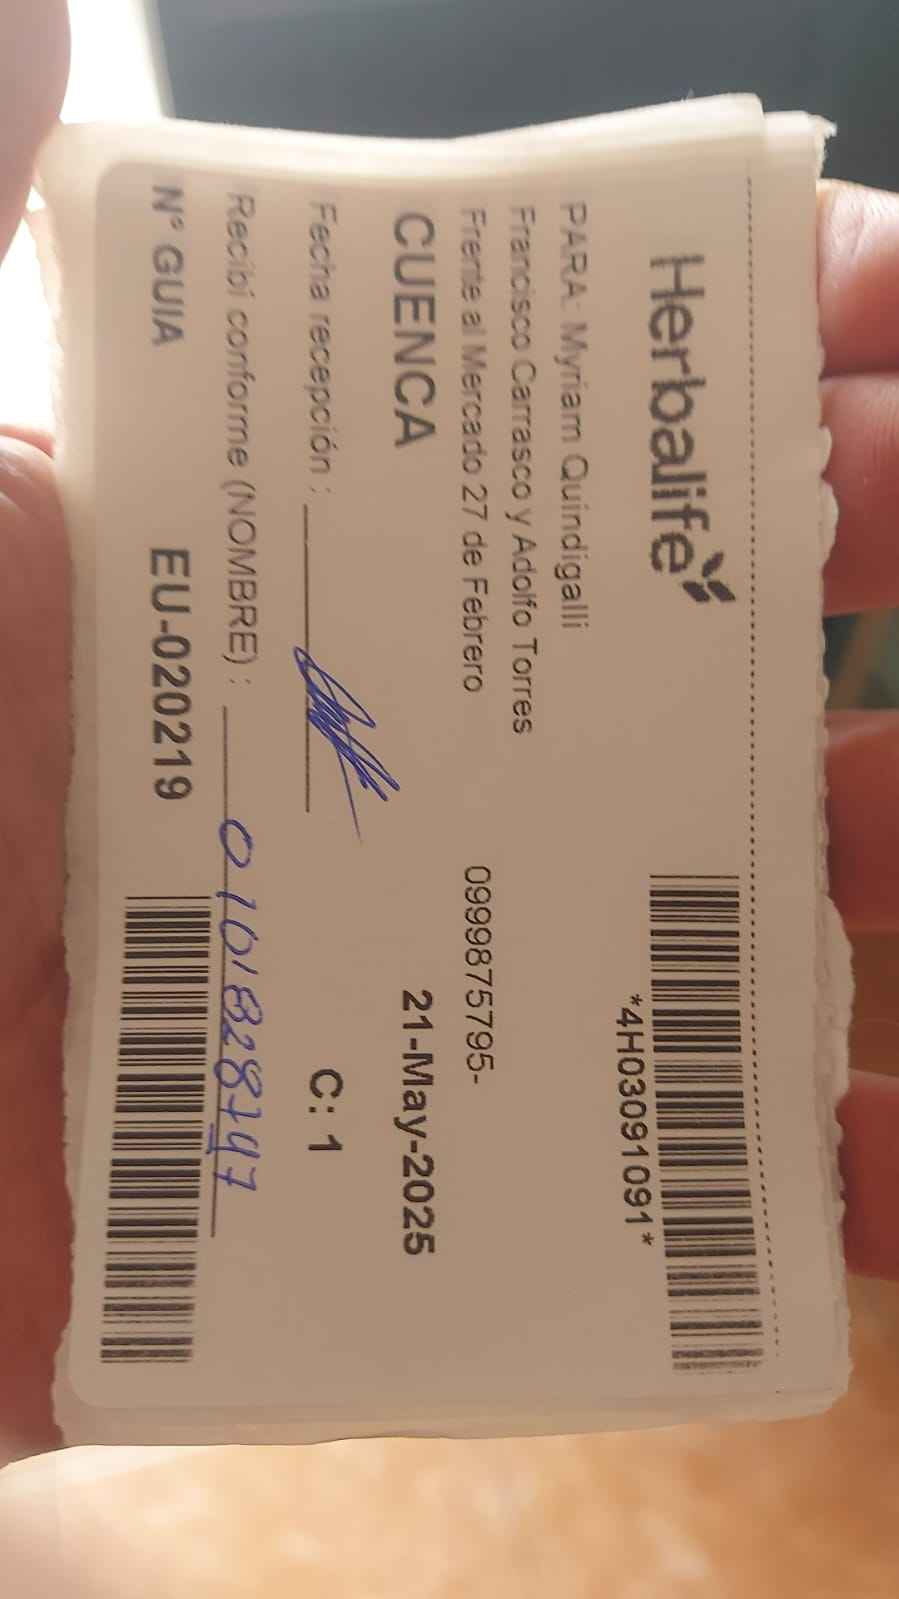 Herbalife
*4H03091091*
PARA: Myriam Quindigalli
Francisco Carrasco y Adolfo Torres
Frente al Mercado 27 de Febrero 0999875795-
CUENCA 21-May-2025
Fecha recepción : C: 1
Recibí conforme (NOMBRE) : 0101828747
N° GUIA EU-020219